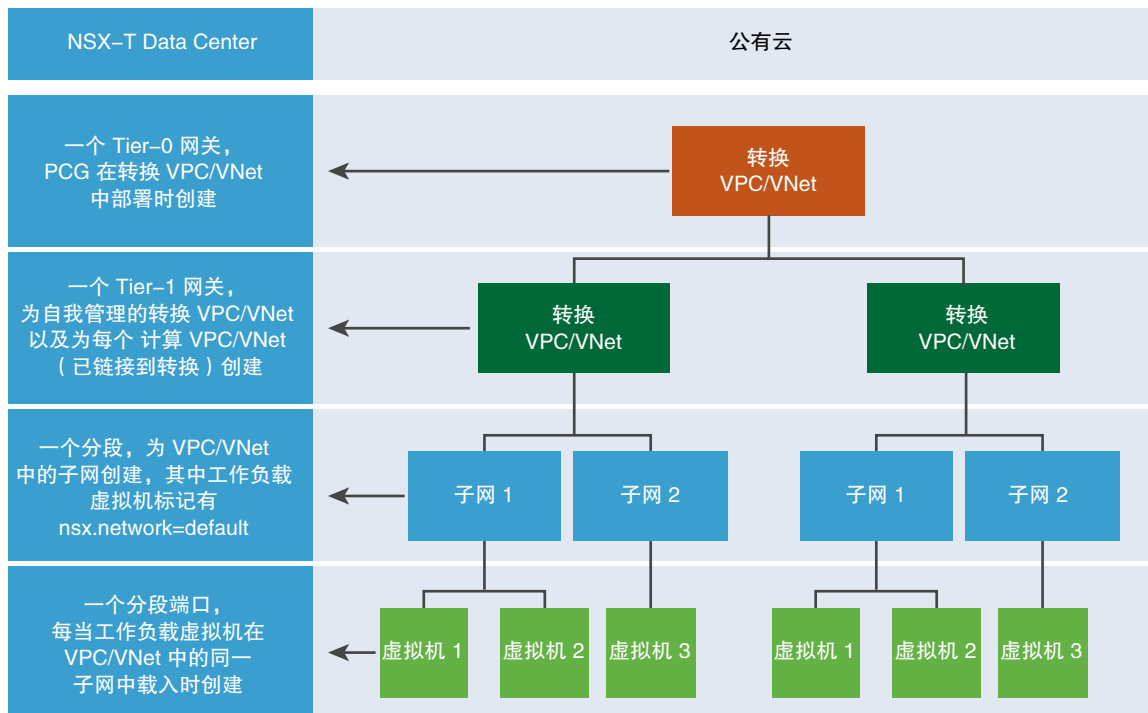 NSX-T Data Center
公有云
一个 Tier-0 网关，
PCG 在转换 VPC/VNet
中部署时创建
转换
VPC/VNet
一个 Tier-1 网关，
为自我管理的转换 VPC/VNet
以及为每个 计算 VPC/VNet
（已链接到转换）创建
转换
VPC/VNet
转换
VPC/VNet
一个分段，为 VPC/VNet
中的子网创建，其中工作负载
虚拟机标记有
nsx.network=default
子网 1
子网 2
子网 1
子网 2
一个分段端口，
每当工作负载虚拟机在
VPC/VNet 中的同一
子网中载入时创建
虚拟机 1
虚拟机 2
虚拟机 3
虚拟机 1
虚拟机 2
虚拟机 3